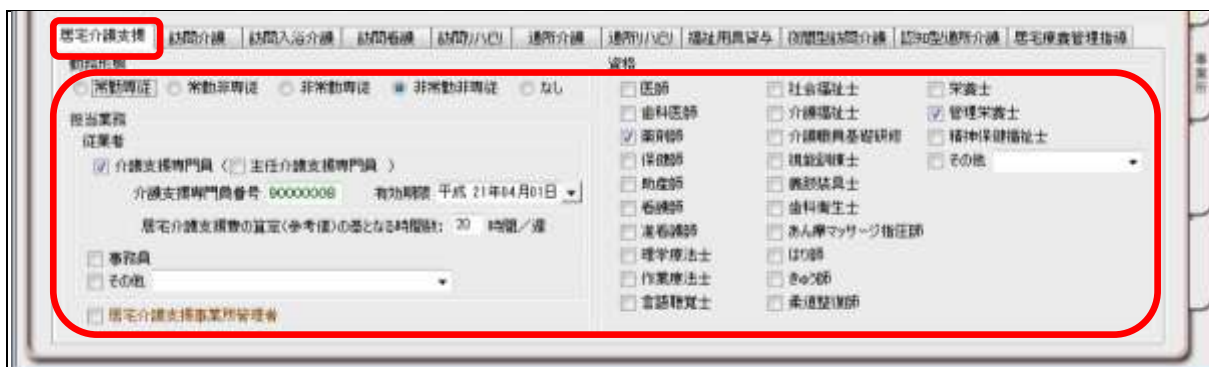 居宅介護支援 訪問介護 訪問入浴介護 訪問看護 訪問リハビリ 通所介護 通所リハビリ 福祉用具貸与 夜間型訪問介護 認知型通所介護 居宅療養管理指導
勤務形態
常勤専従 常勤非専従 非常勤専従 非常勤非専従 なし
担当業務
従業者
介護支援専門員 ( 主任介護支援専門員 )
介護支援専門員番号 90000008 有効期限 平成 21年04月01日
居宅介護支援費の算定(参考値)の基となる時間数: 20 時間/週
事務員
その他
居宅介護支援事業所管理者
資格
医師 社会福祉士 栄養士
歯科医師 介護福祉士 管理栄養士
薬剤師 介護職員基礎研修 精神保健福祉士
保健師 視能訓練士 その他
助産師 義肢装具士
看護師 歯科衛生士
准看護師 あん摩マッサージ指圧師
理学療法士 はり師
作業療法士 きゅう師
言語聴覚士 柔道整復師
事業所